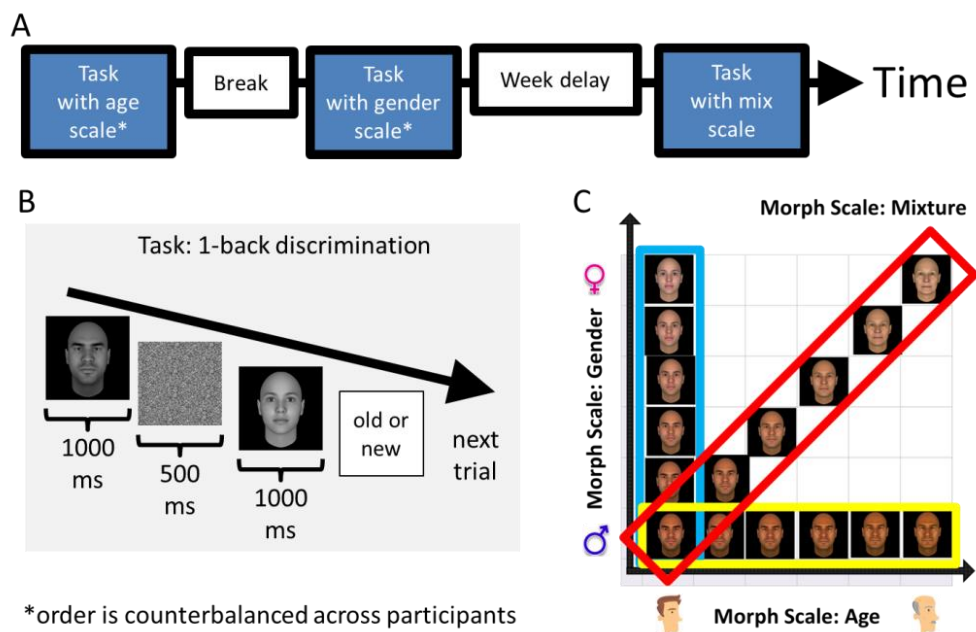 A
Task
with age
scale*
Break
Task
with gender
scale*
Week delay
Task
with mix
scale
Time
B
Task: 1-back discrimination
1000
ms
500
ms
1000
ms
old or
new
next
trial
C
Morph Scale: Mixture
♀
Morph Scale: Gender
♂
Morph Scale: Age
*order is counterbalanced across participants